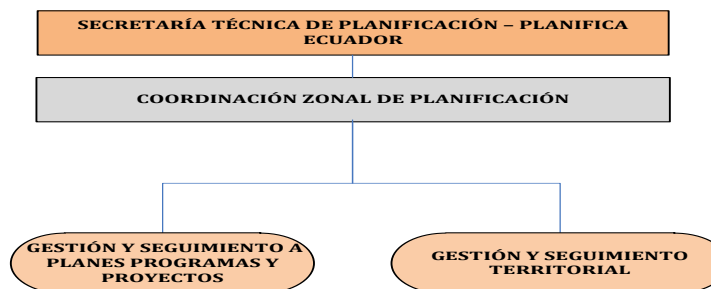 SECRETARÍA TÉCNICA DE PLANIFICACIÓN – PLANIFICA
ECUADOR
COORDINACIÓN ZONAL DE PLANIFICACIÓN
GESTIÓN Y SEGUIMIENTO A
PLANES PROGRAMAS Y
PROYECTOS
GESTIÓN Y SEGUIMIENTO
TERRITORIAL